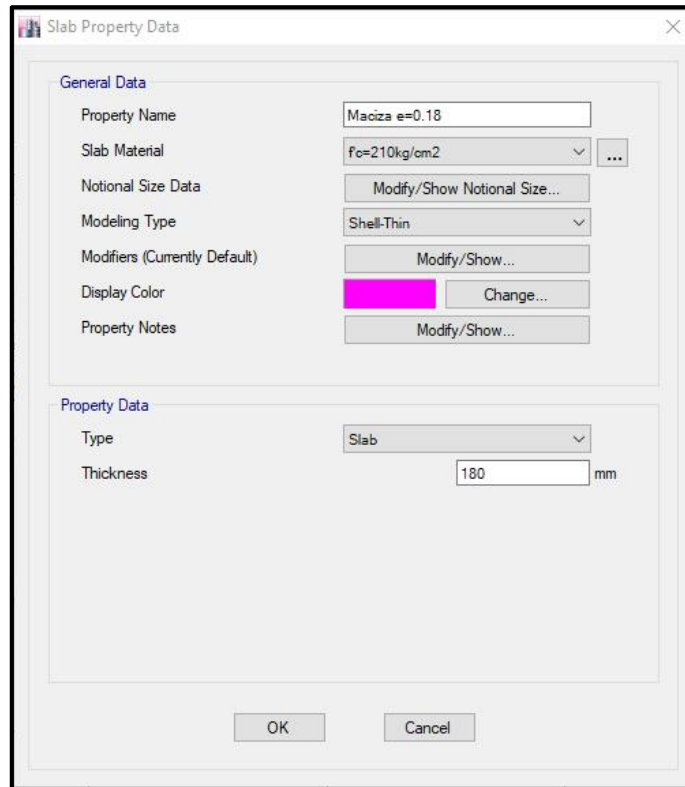 Slab Property Data
General Data
Property Name Maciza e=0.18
Slab Material f'c=210kg/cm2 ...
Notional Size Data Modify/Show Notional Size...
Modeling Type Shell-Thin
Modifiers (Currently Default) Modify/Show...
Display Color Change...
Property Notes Modify/Show...
Property Data
Type Slab
Thickness 180 mm
OK Cancel